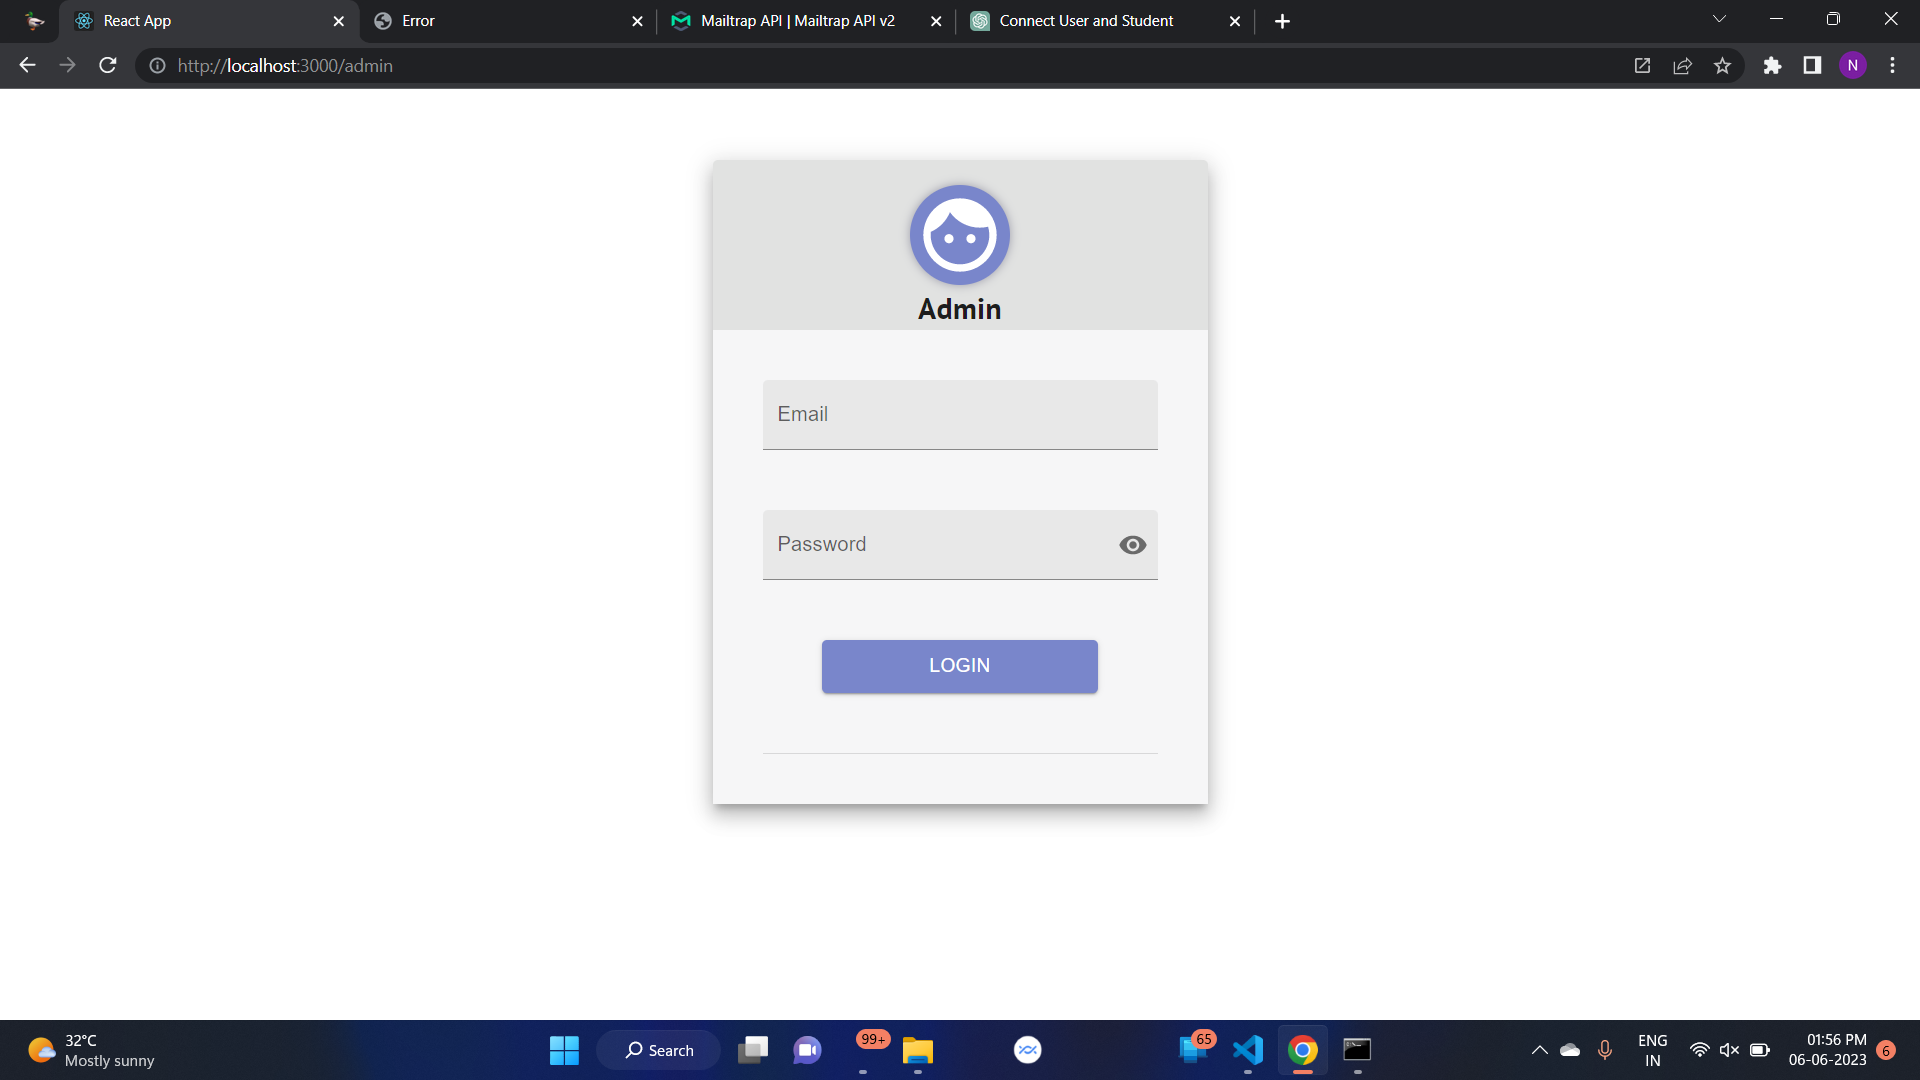 React App
Error
Mailtrap API | Mailtrap API v2
Connect User and Student
http://localhost:3000/admin
N
Admin
Email
Password
LOGIN
32°C
Mostly sunny
Search
99+
65
ENG
IN
01:56 PM
06-06-2023
6